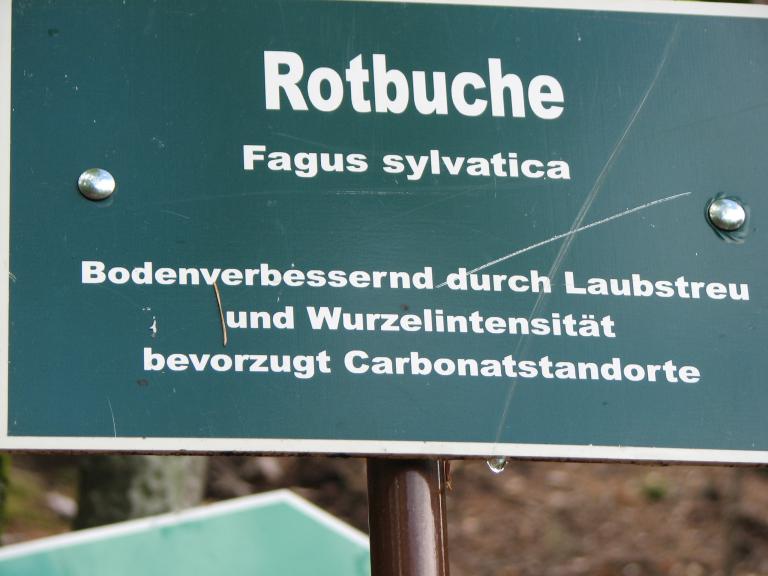 Rotbuche
Fagus sylvatica
Bodenverbessernd durch Laubstreu
und Wurzelintensität
bevorzugt Carbonatstandorte